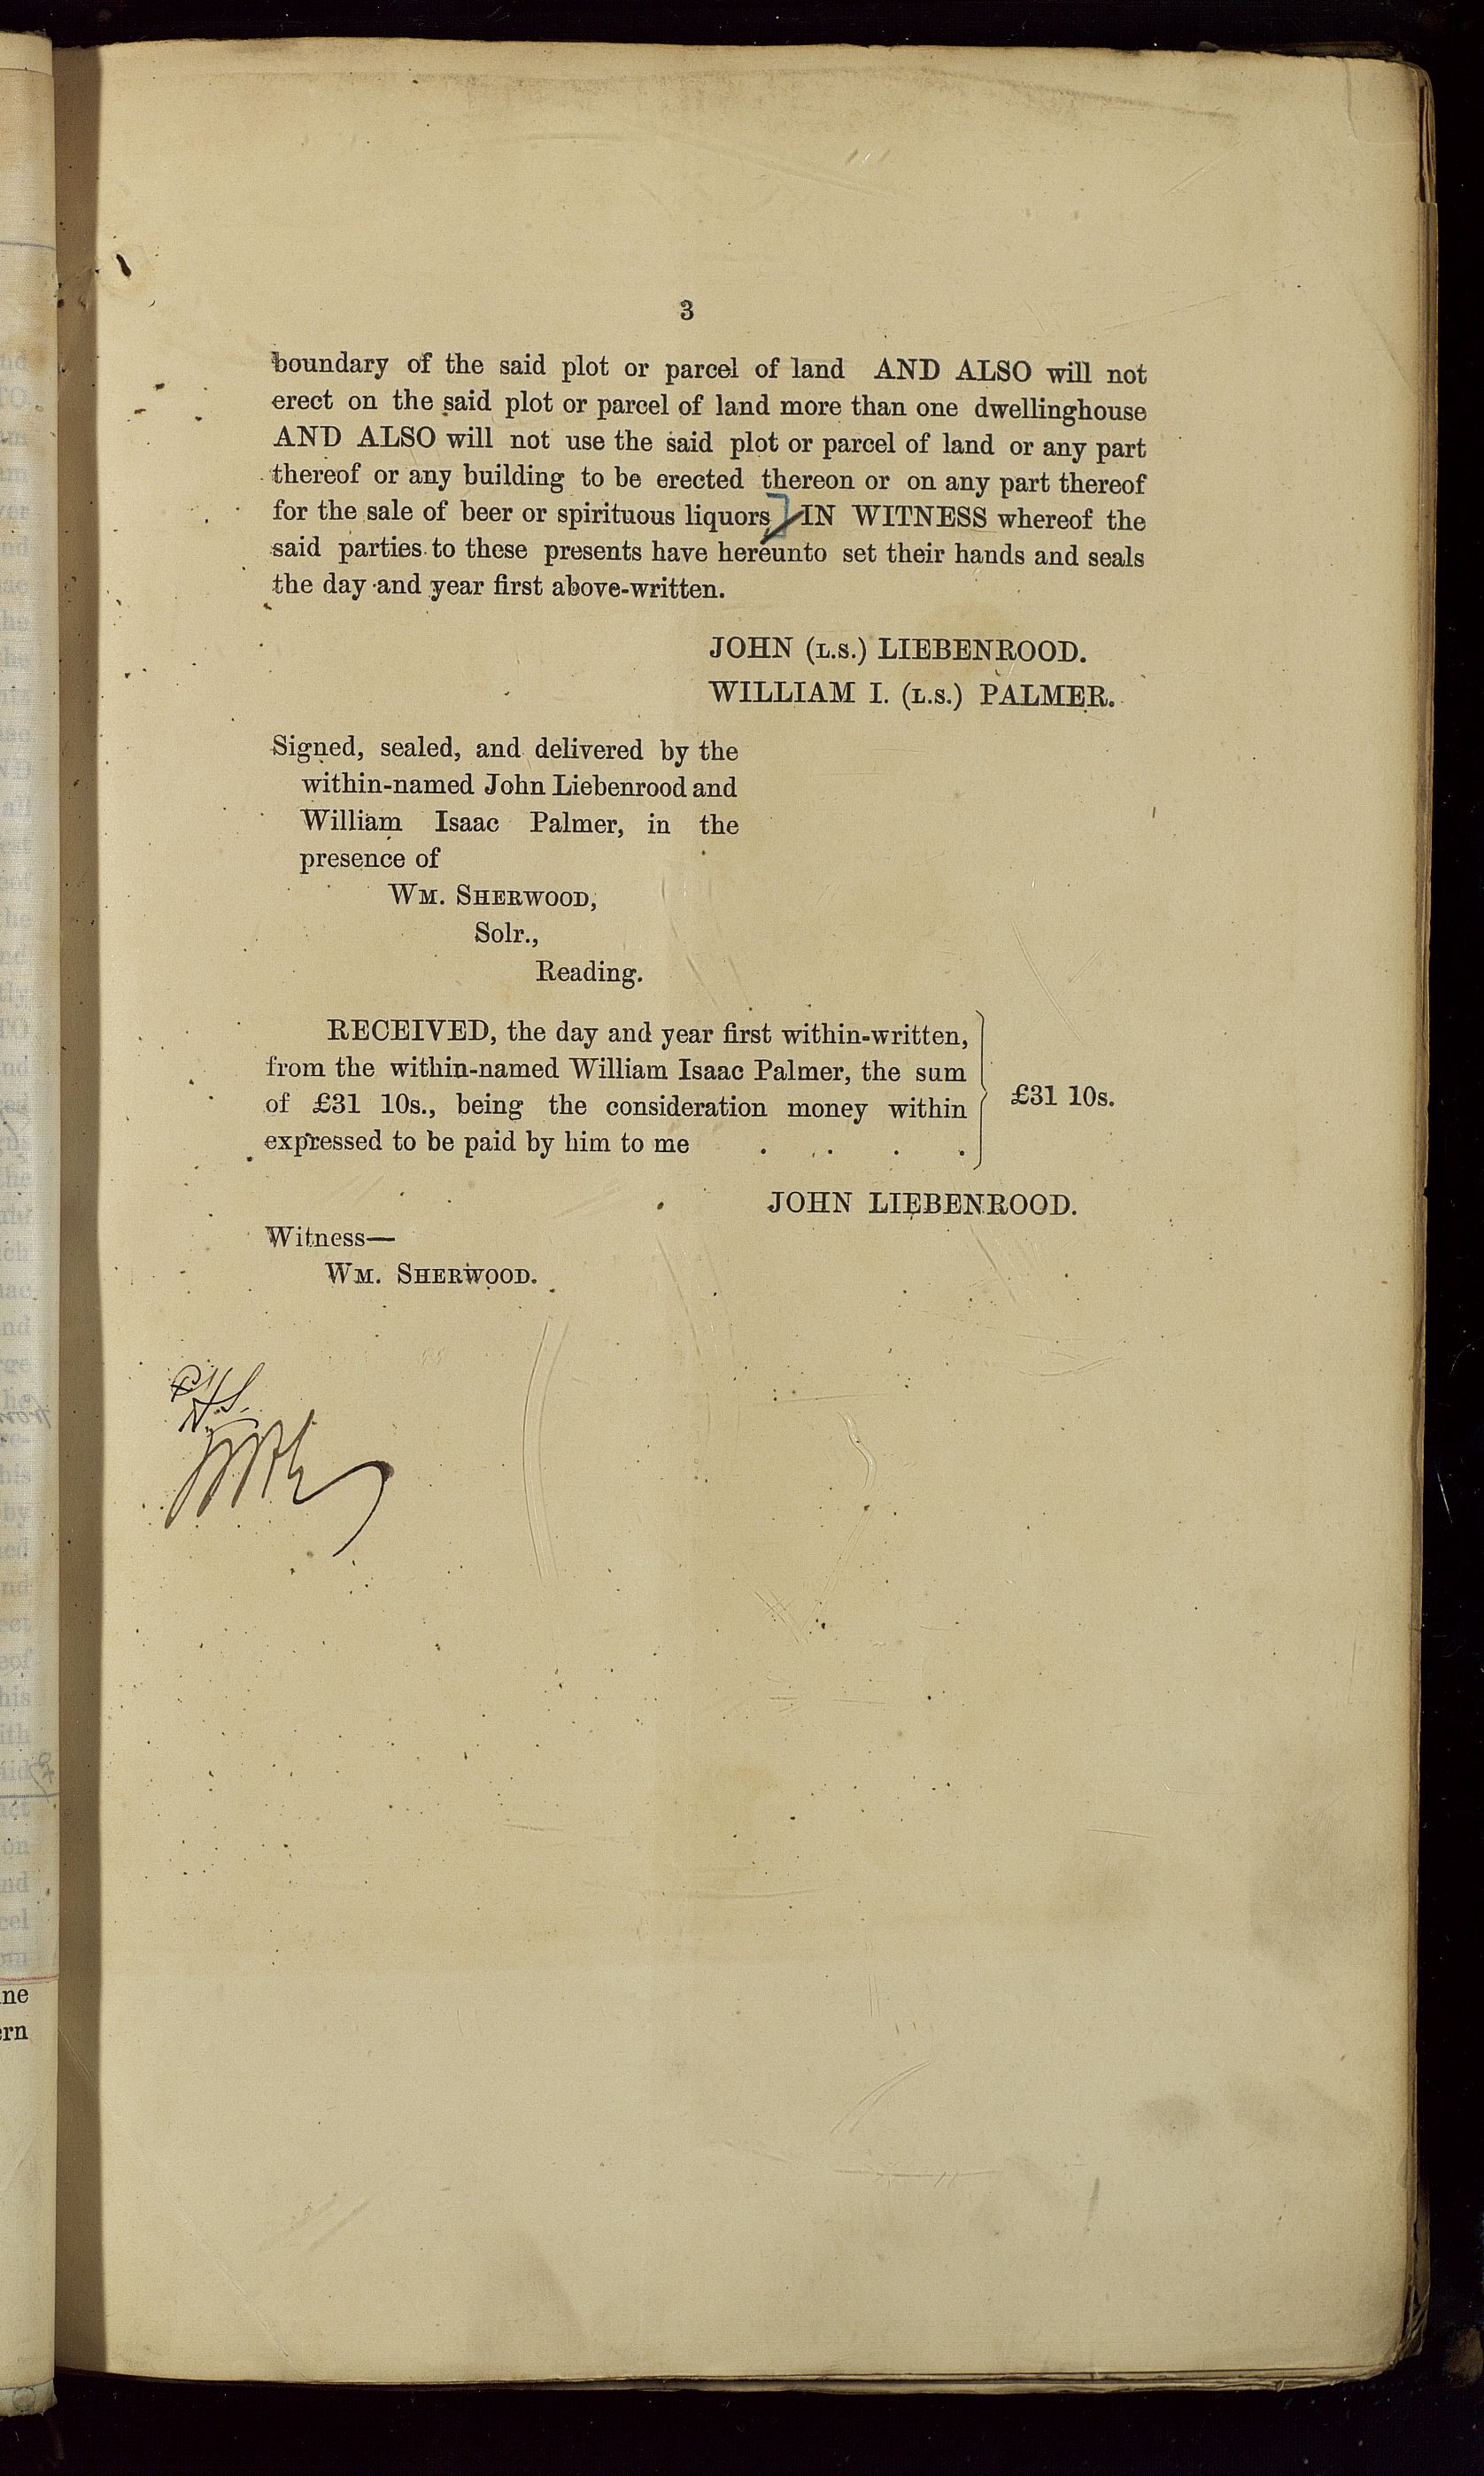 3
boundary of the said plot or parcel of land AND ALSO will not
erect on the said plot or parcel of land more than one dwellinghouse
AND ALSO will not use the said plot or parcel of land or any part
thereof or any building to be erected thereon or on any part thereof
for the sale of beer or spirituous liquors] / IN WITNESS whereof the
said parties to these presents have hereunto set their hands and seals
the day and year first above-written.
JOHN (L.S.) LIEBENROOD.
WILLIAM I. (L.S.) PALMER.
Signed, sealed, and delivered by the
within-named John Liebenrood and
William Isaac Palmer, in the
presence of
WM. SHERWOOD,
Solr.,
Reading.
RECEIVED, the day and year first within-written,
from the within-named William Isaac Palmer, the sum
of £31 10s., being the consideration money within
expressed to be paid by him to me . . . .
£31 10s.
JOHN LIEBENROOD.
Witness—
WM. SHERWOOD.